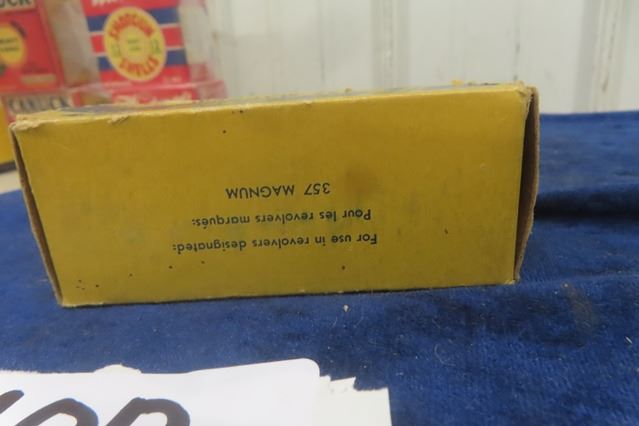 For use in revolvers designated:
Pour les revolvers marqués:
357 MAGNUM
SHOTGUN
SHELLS
CANUCK